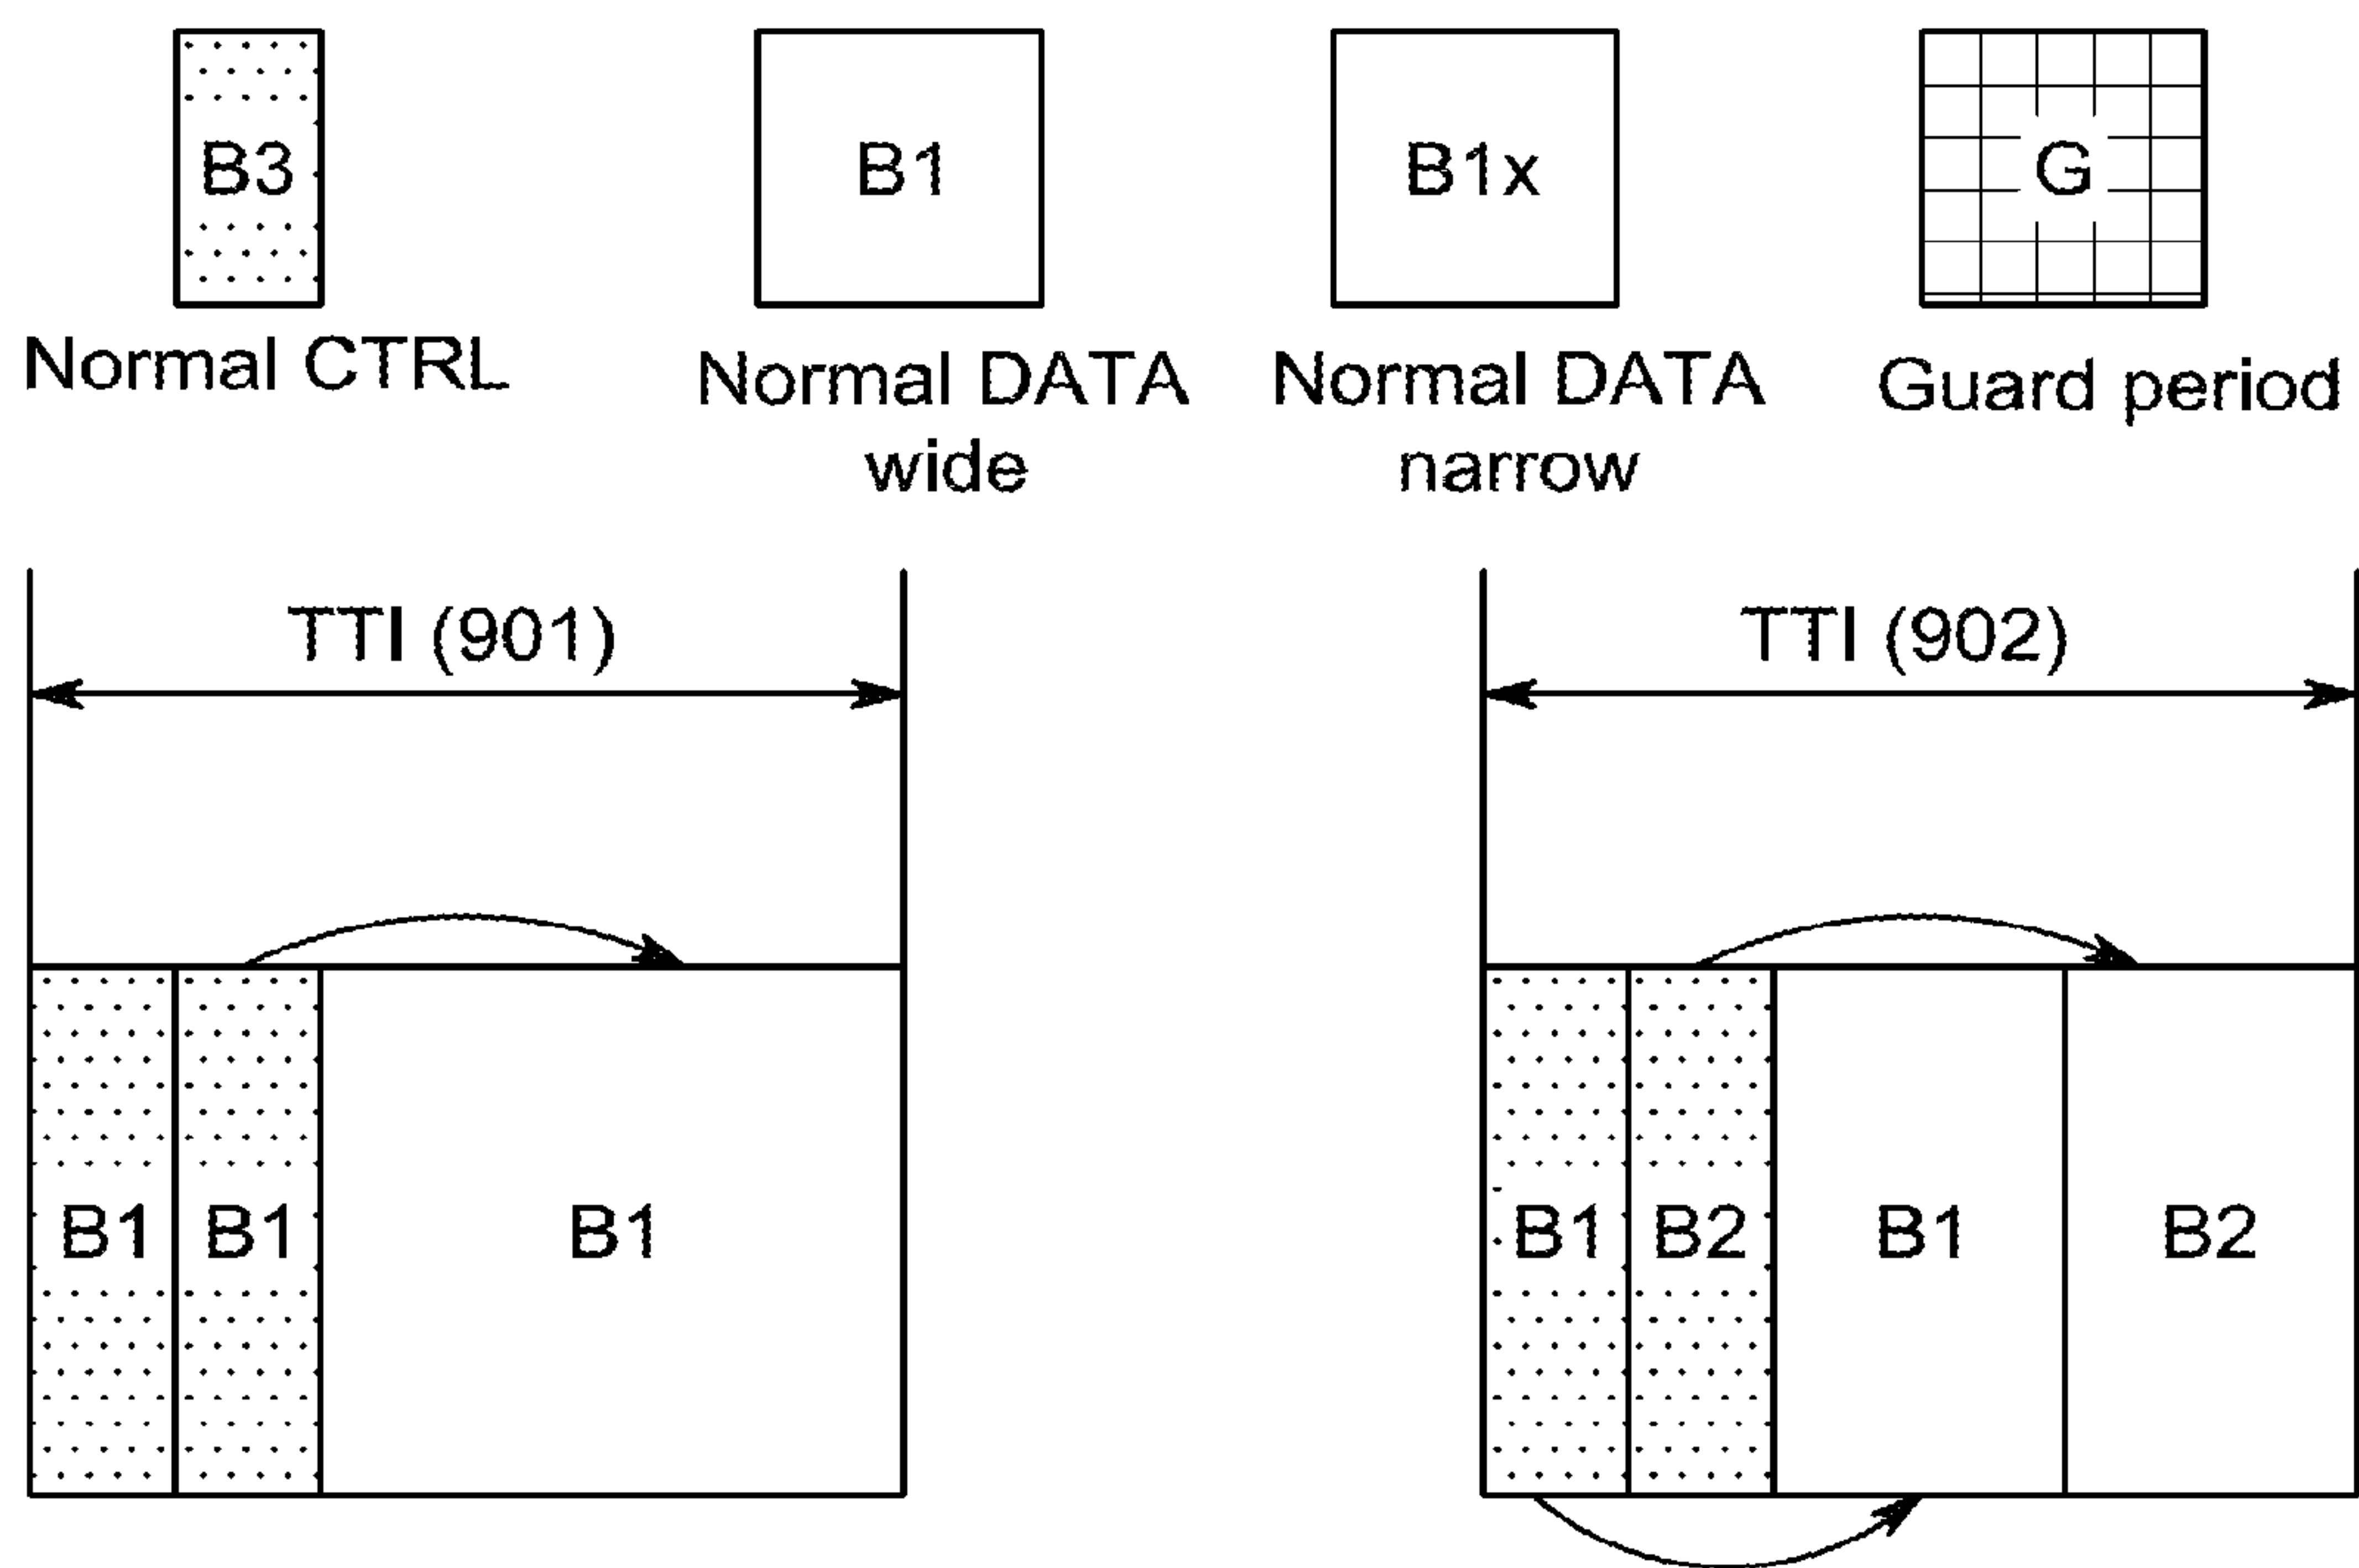 B3
B1
B1x
G
Normal CTRL
Normal DATA
wide
Normal DATA
narrow
Guard period
TTI (901)
TTI (902)
B1
B1
B1
B1
B2
B1
B2